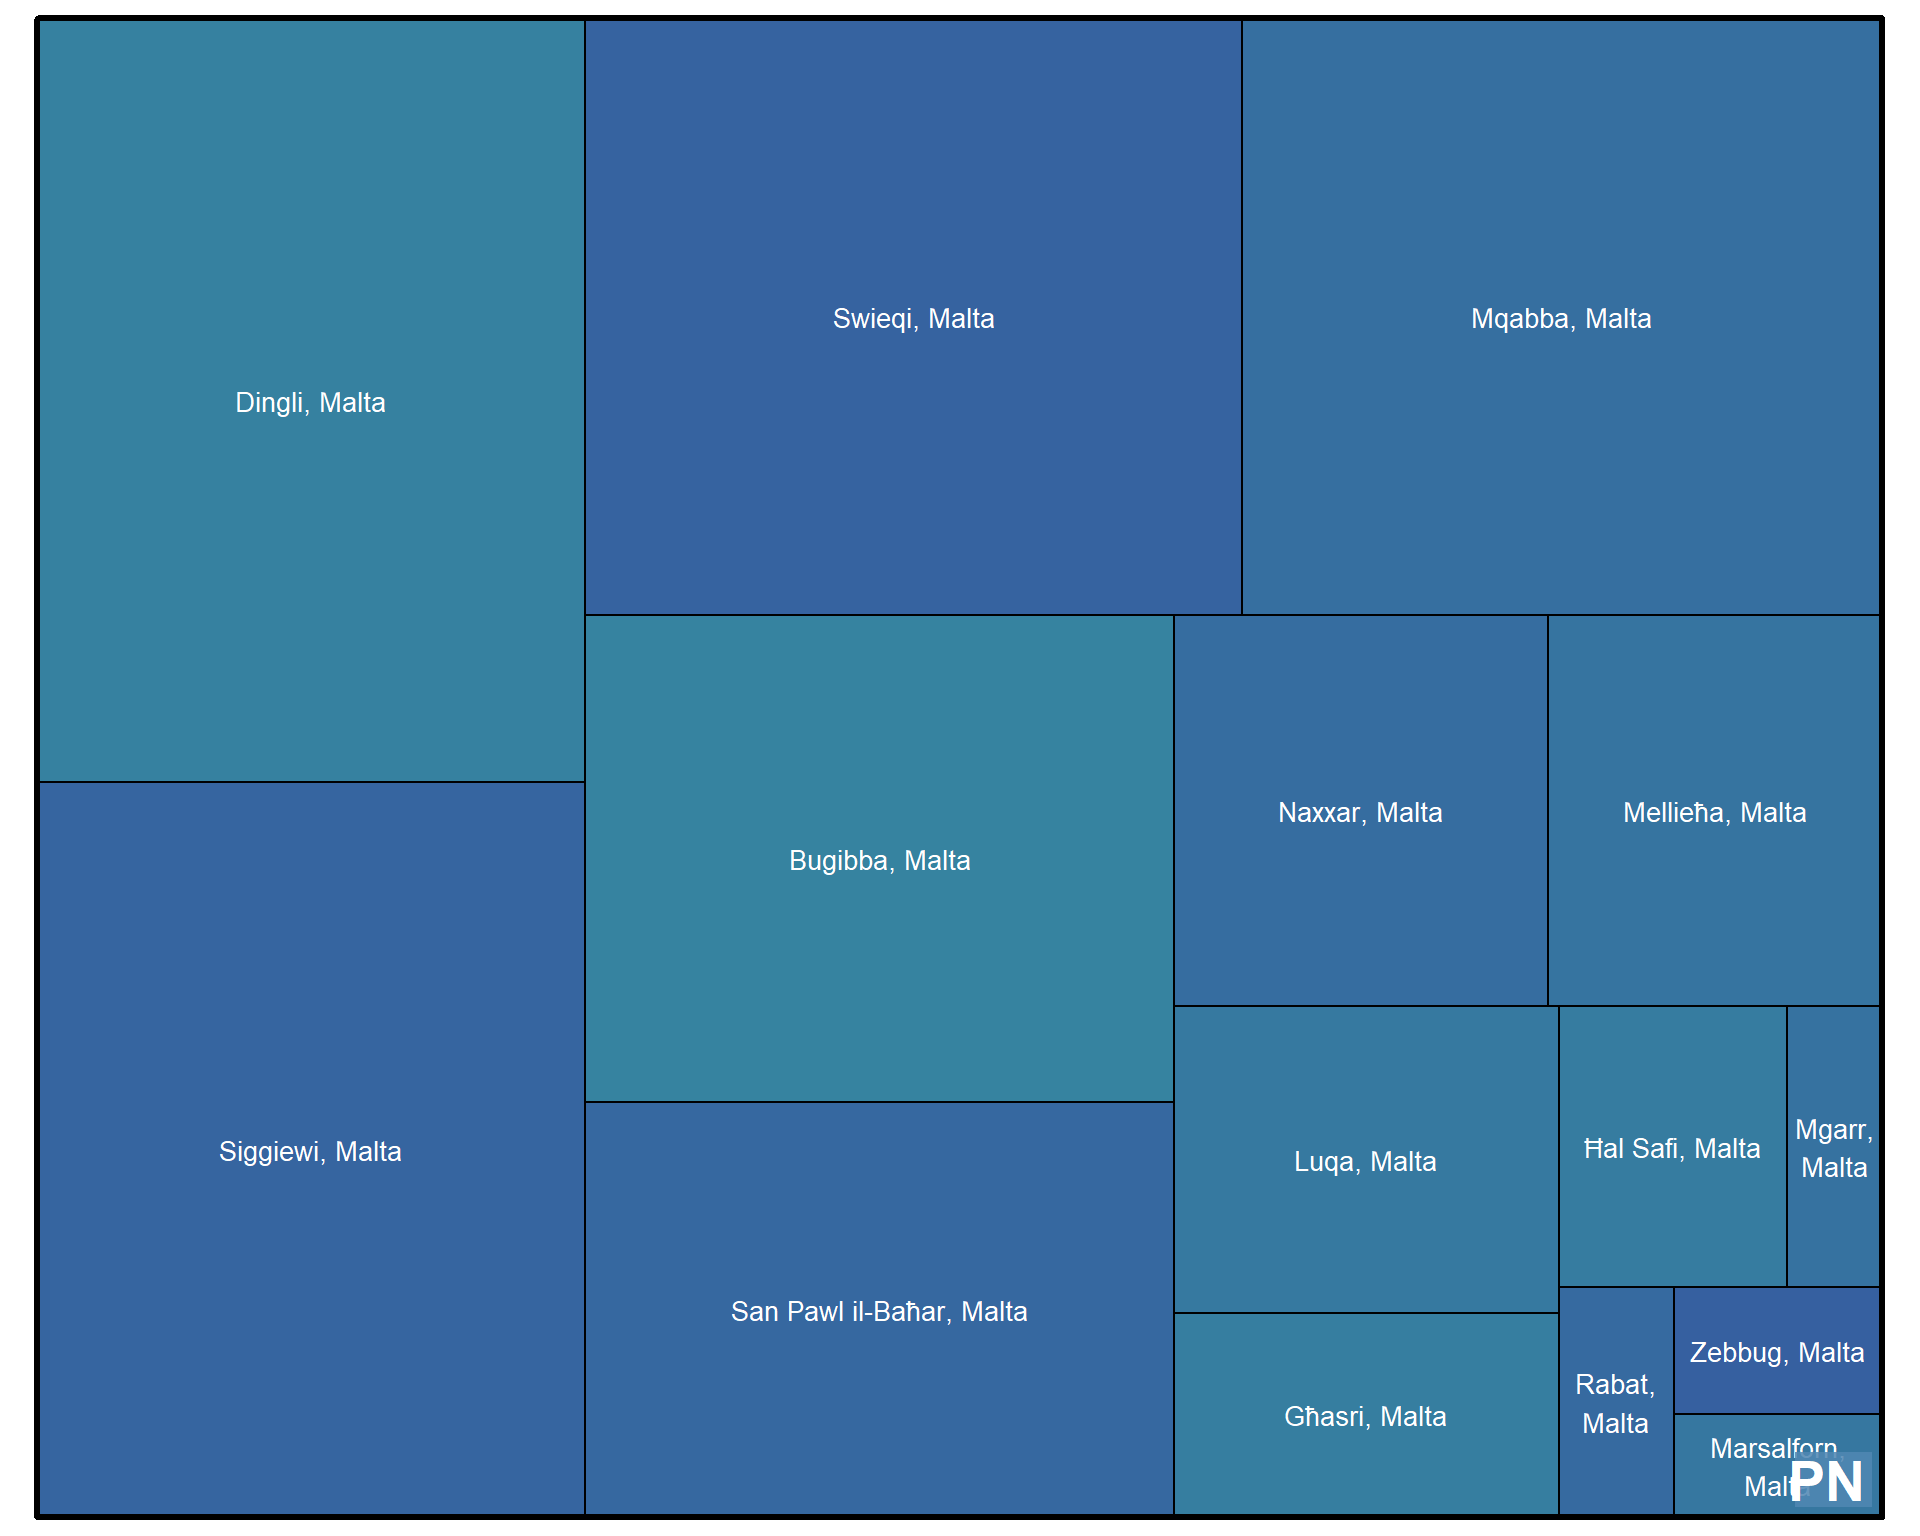 Dingli, Malta
Swieqi, Malta
Mqabba, Malta
Siggiewi, Malta
Bugibba, Malta
Naxxar, Malta
Mellieħa, Malta
San Pawl il-Baħar, Malta
Luqa, Malta
Ħal Safi, Malta
Mgarr,
Malta
Għasri, Malta
Rabat,
Malta
Zebbug, Malta
Marsalforn,
Malta
PN